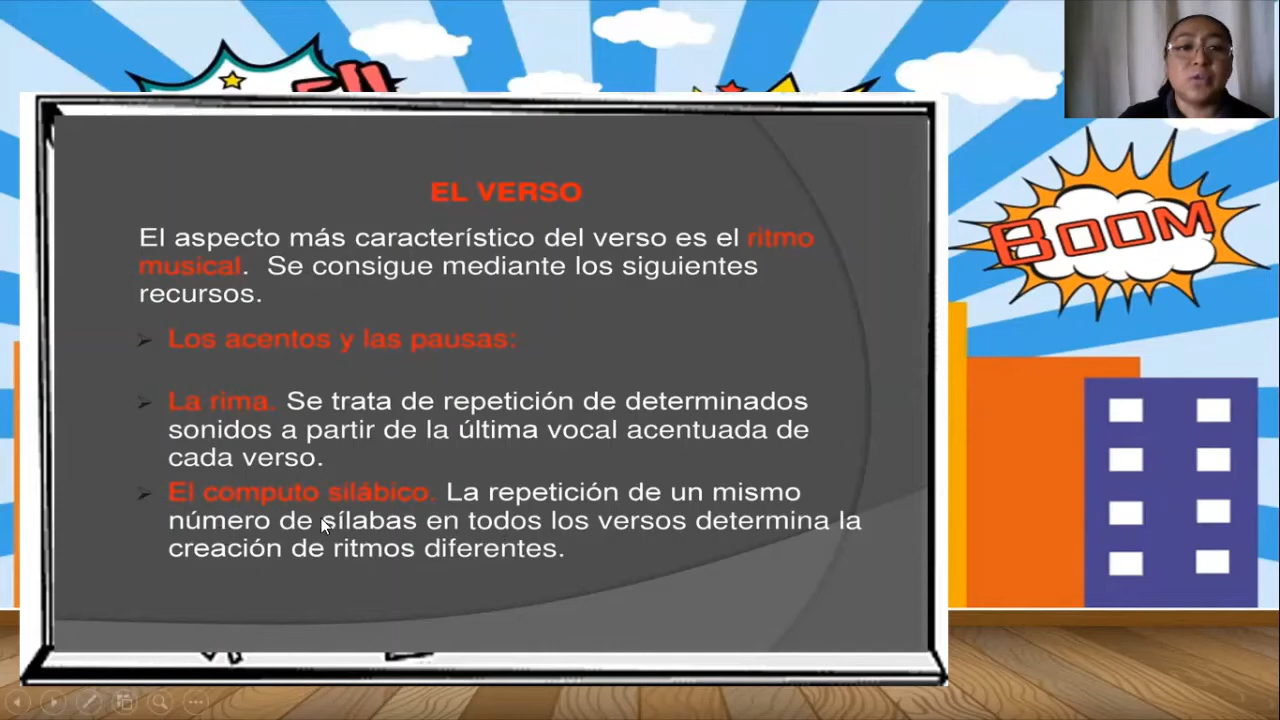 EL VERSO
El aspecto más característico del verso es el ritmo
musical. Se consigue mediante los siguientes
recursos.
Los acentos y las pausas:
La rima. Se trata de repetición de determinados
sonidos a partir de la última vocal acentuada de
cada verso.
El computo silábico. La repetición de un mismo
número de sílabas en todos los versos determina la
creación de ritmos diferentes.
BOOM